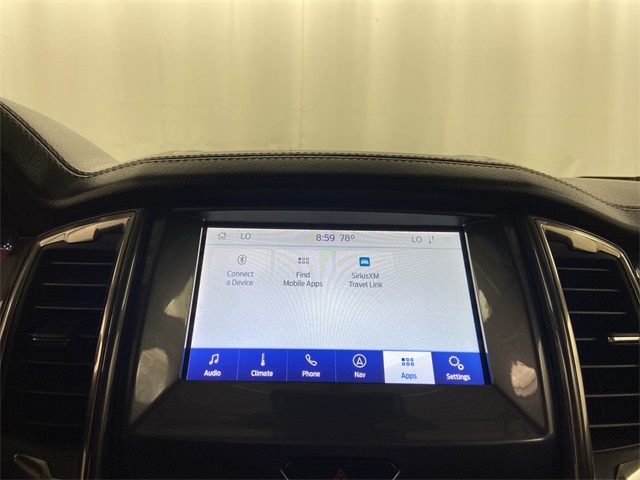 LO 8:59 78° LO
Connect
a Device
Find
Mobile Apps
SiriusXM
Travel Link
Audio Climate Phone Nav Apps Settings